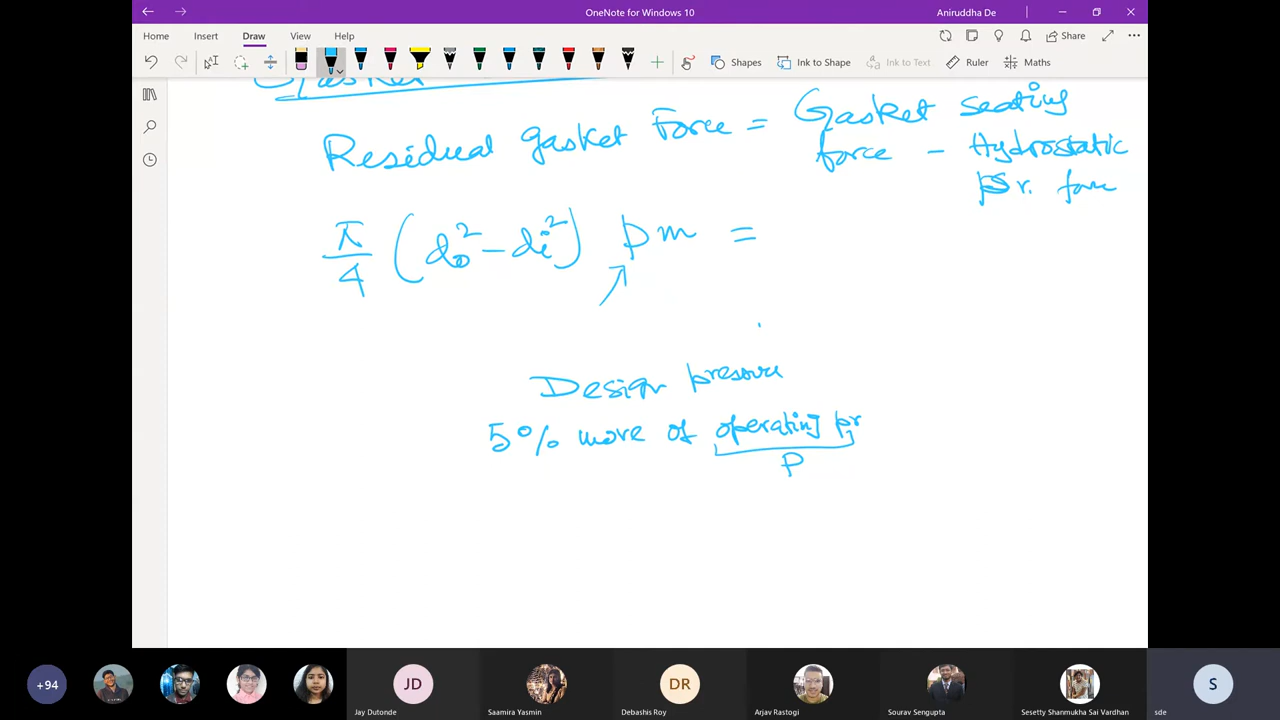 OneNote for Windows 10
Aniruddha De
Home Insert Draw View Help
Share
Shapes Ink to Shape Ink to Text Ruler Maths
Gasket
Residual gasket Force = Gasket seating
force - Hydrostatic
pr. force
π/4 (do² - di²) pm =
Design pressure
5% more of operating pr
p
+94
JD DR S
Jay Dutonde Saamira Yasmin Debashis Roy Arjav Rastogi Sourav Sengupta Sesetty Shanmukha Sai Vardhan sde